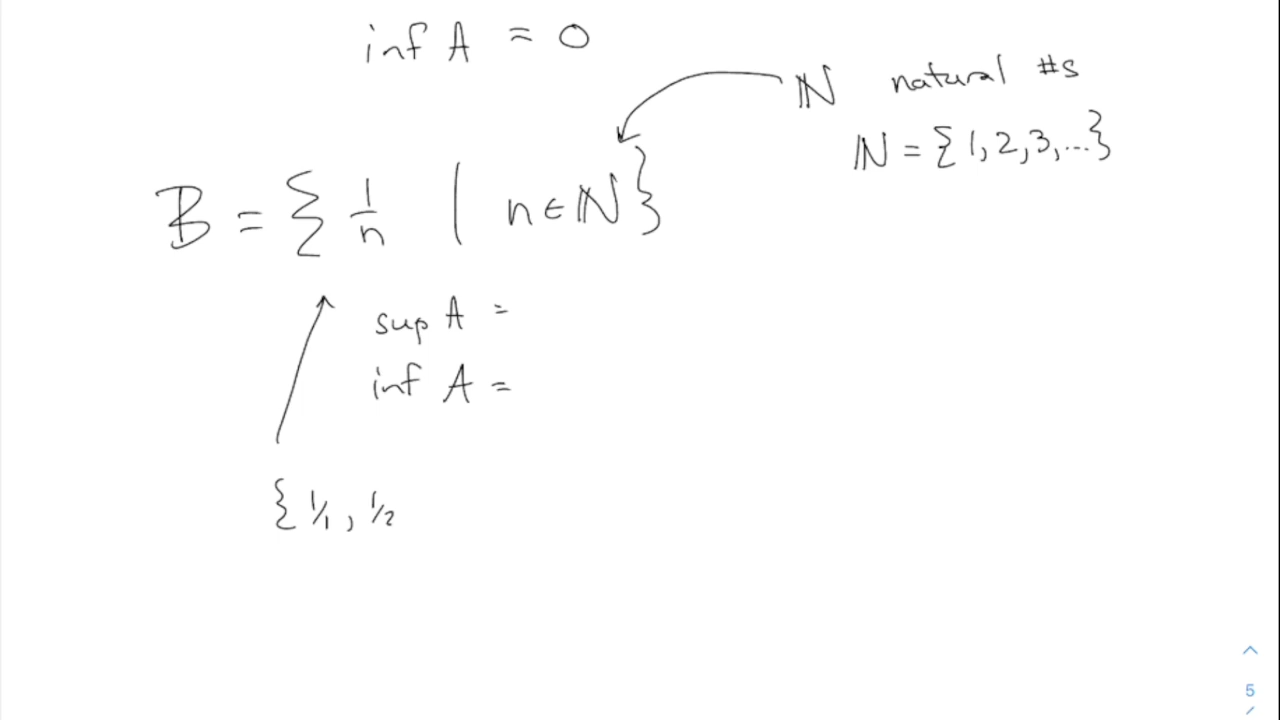 inf A = 0
ℕ natural #s
ℕ = {1, 2, 3, ...}
B = { 1/n | n ∈ ℕ }
sup A =
inf A =
{ 1/1 , 1/2
5